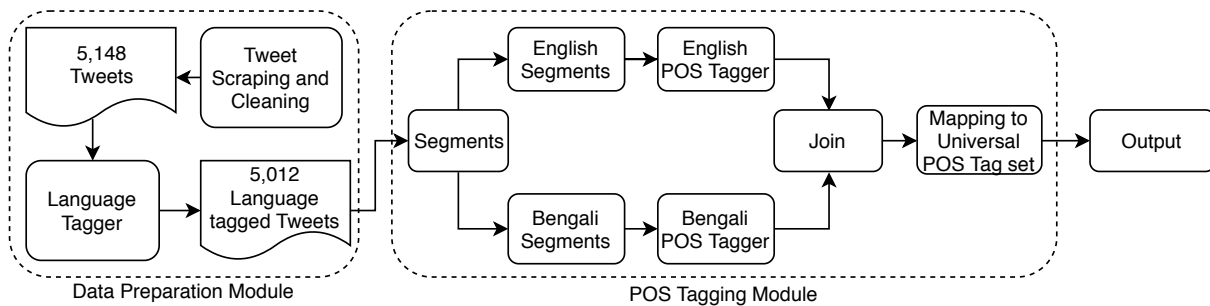 5,148
Tweets
Tweet
Scraping and
Cleaning
Language
Tagger
5,012
Language
tagged Tweets
Data Preparation Module
Segments
English
Segments
English
POS Tagger
Bengali
Segments
Bengali
POS Tagger
Join
Mapping to
Universal
POS Tag set
POS Tagging Module
Output